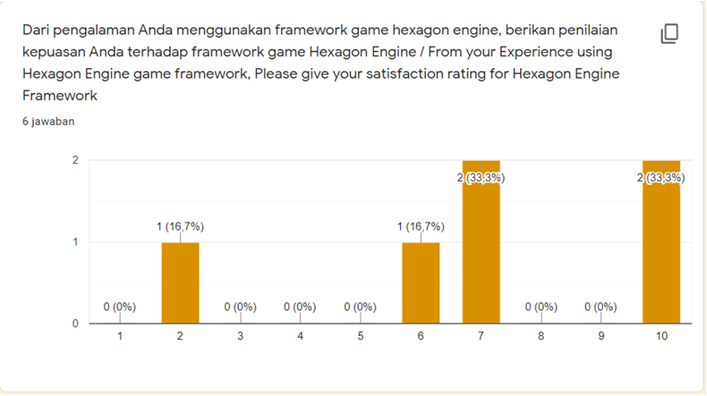 Dari pengalaman Anda menggunakan framework game hexagon engine, berikan penilaian
kepuasan Anda terhadap framework game Hexagon Engine / From your Experience using
Hexagon Engine game framework, Please give your satisfaction rating for Hexagon Engine
Framework
6 jawaban
2
2 (33,3%) 2 (33,3%)
1 (16,7%) 1 (16,7%)
1
0 (0%) 0 (0%) 0 (0%) 0 (0%) 0 (0%) 0 (0%)
0
1 2 3 4 5 6 7 8 9 10